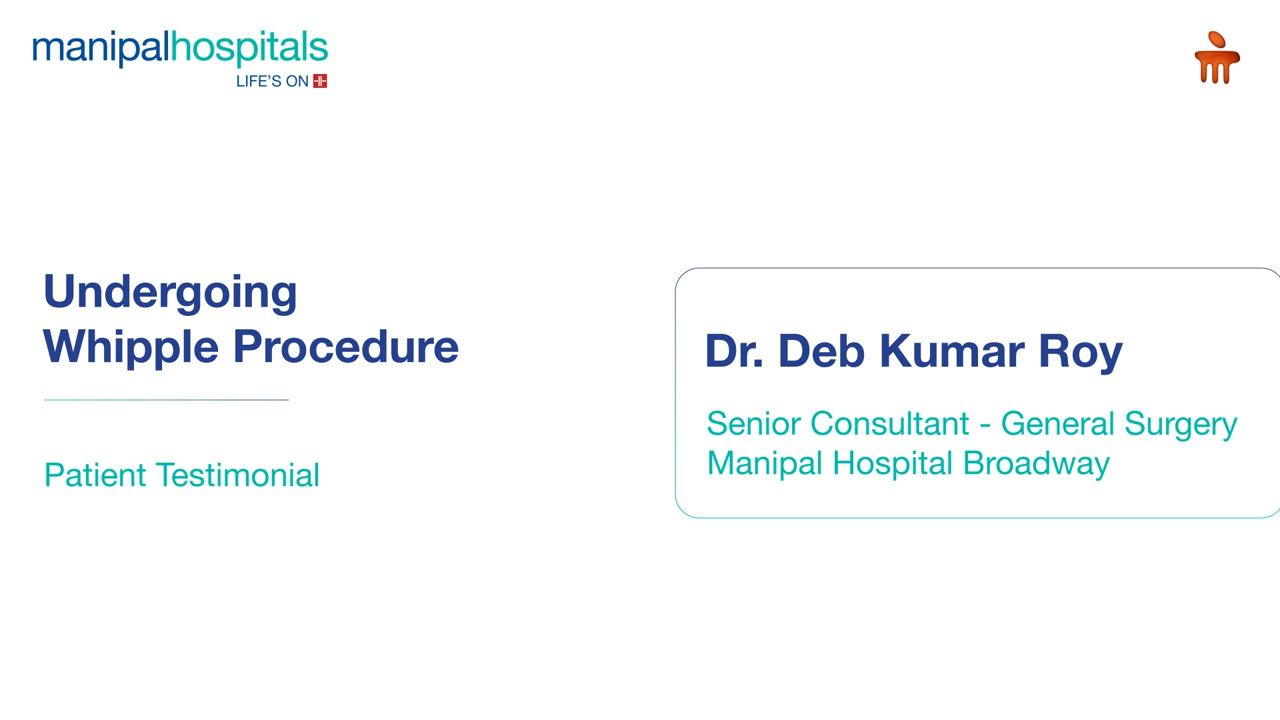 manipalhospitals
LIFE'S ON
Undergoing
Whipple Procedure
Patient Testimonial
Dr. Deb Kumar Roy
Senior Consultant - General Surgery
Manipal Hospital Broadway